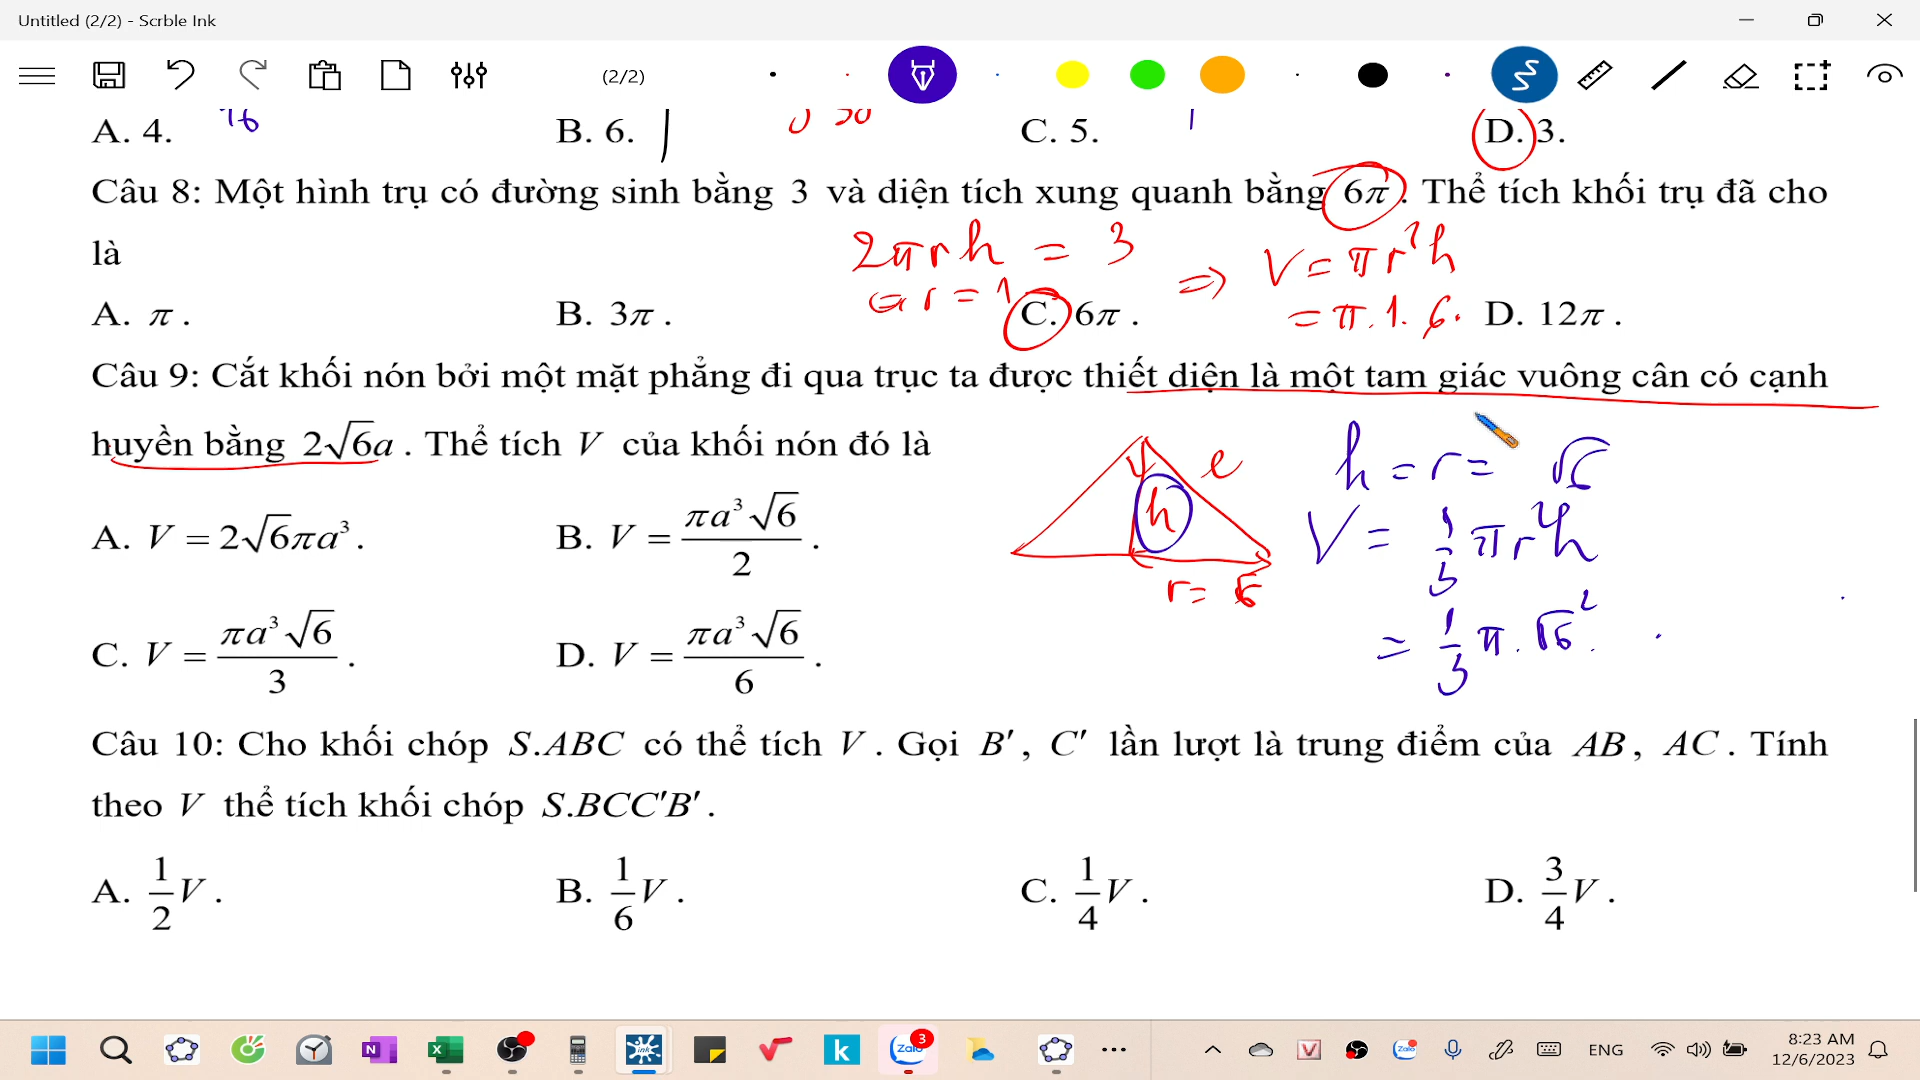 Untitled (2/2) - Scrble Ink
(2/2)
A. 4.
B. 6.
C. 5.
D. 3.
Câu 8: Một hình trụ có đường sinh bằng 3 và diện tích xung quanh bằng 6π. Thể tích khối trụ đã cho
là
2πrh = 3
⇒ V = πr²h
r = 1
= π.1.6.
A. π.
B. 3π.
C. 6π.
D. 12π.
Câu 9: Cắt khối nón bởi một mặt phẳng đi qua trục ta được thiết diện là một tam giác vuông cân có cạnh
huyền bằng 2√6a. Thể tích V của khối nón đó là
h
h = r = √6
V = 1/3 πr²h
= 1/3 π.√6².
A. V = 2√6πa³.
B. V = πa³√6/2.
C. V = πa³√6/3.
D. V = πa³√6/6.
Câu 10: Cho khối chóp S.ABC có thể tích V. Gọi B′, C′ lần lượt là trung điểm của AB, AC. Tính
theo V thể tích khối chóp S.BCC′B′.
A. 1/2 V.
B. 1/6 V.
C. 1/4 V.
D. 3/4 V.
ENG
8:23 AM
12/6/2023